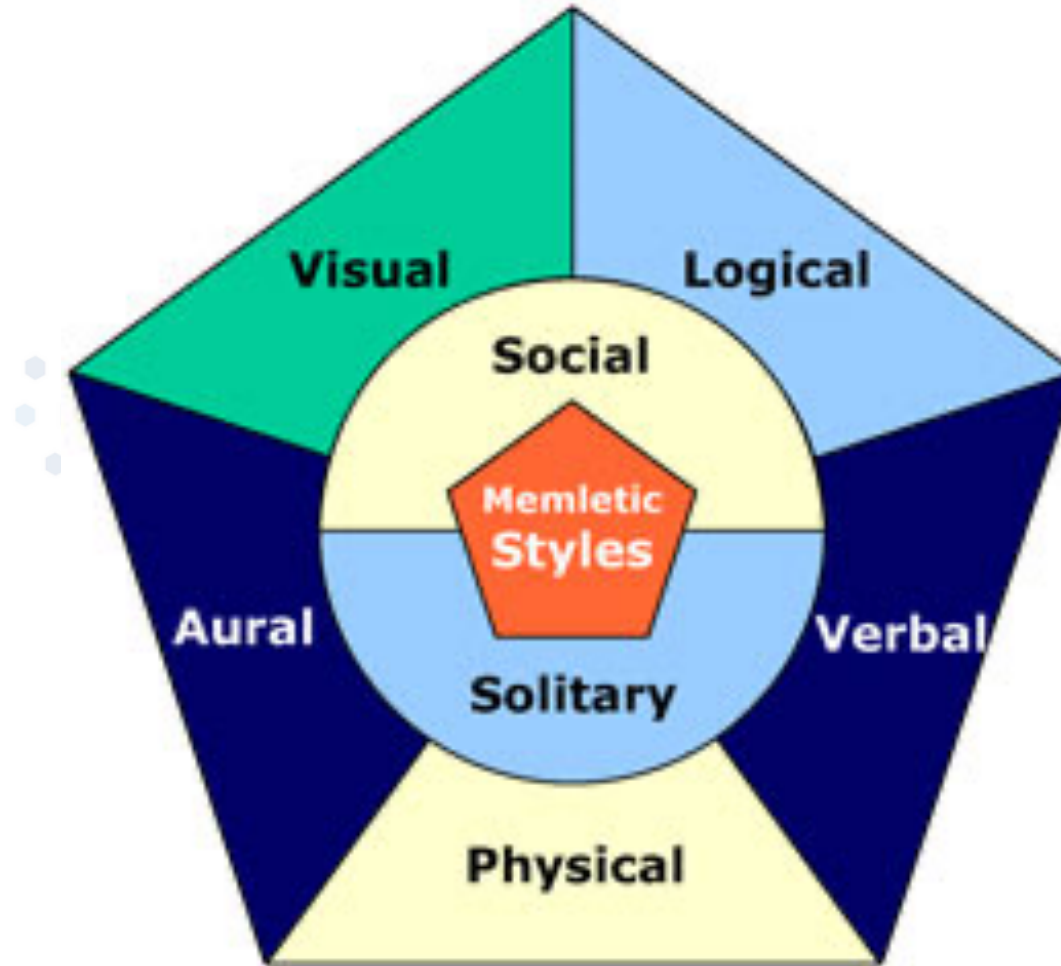 Visual
Logical
Social
Memletic
Styles
Aural
Verbal
Solitary
Physical